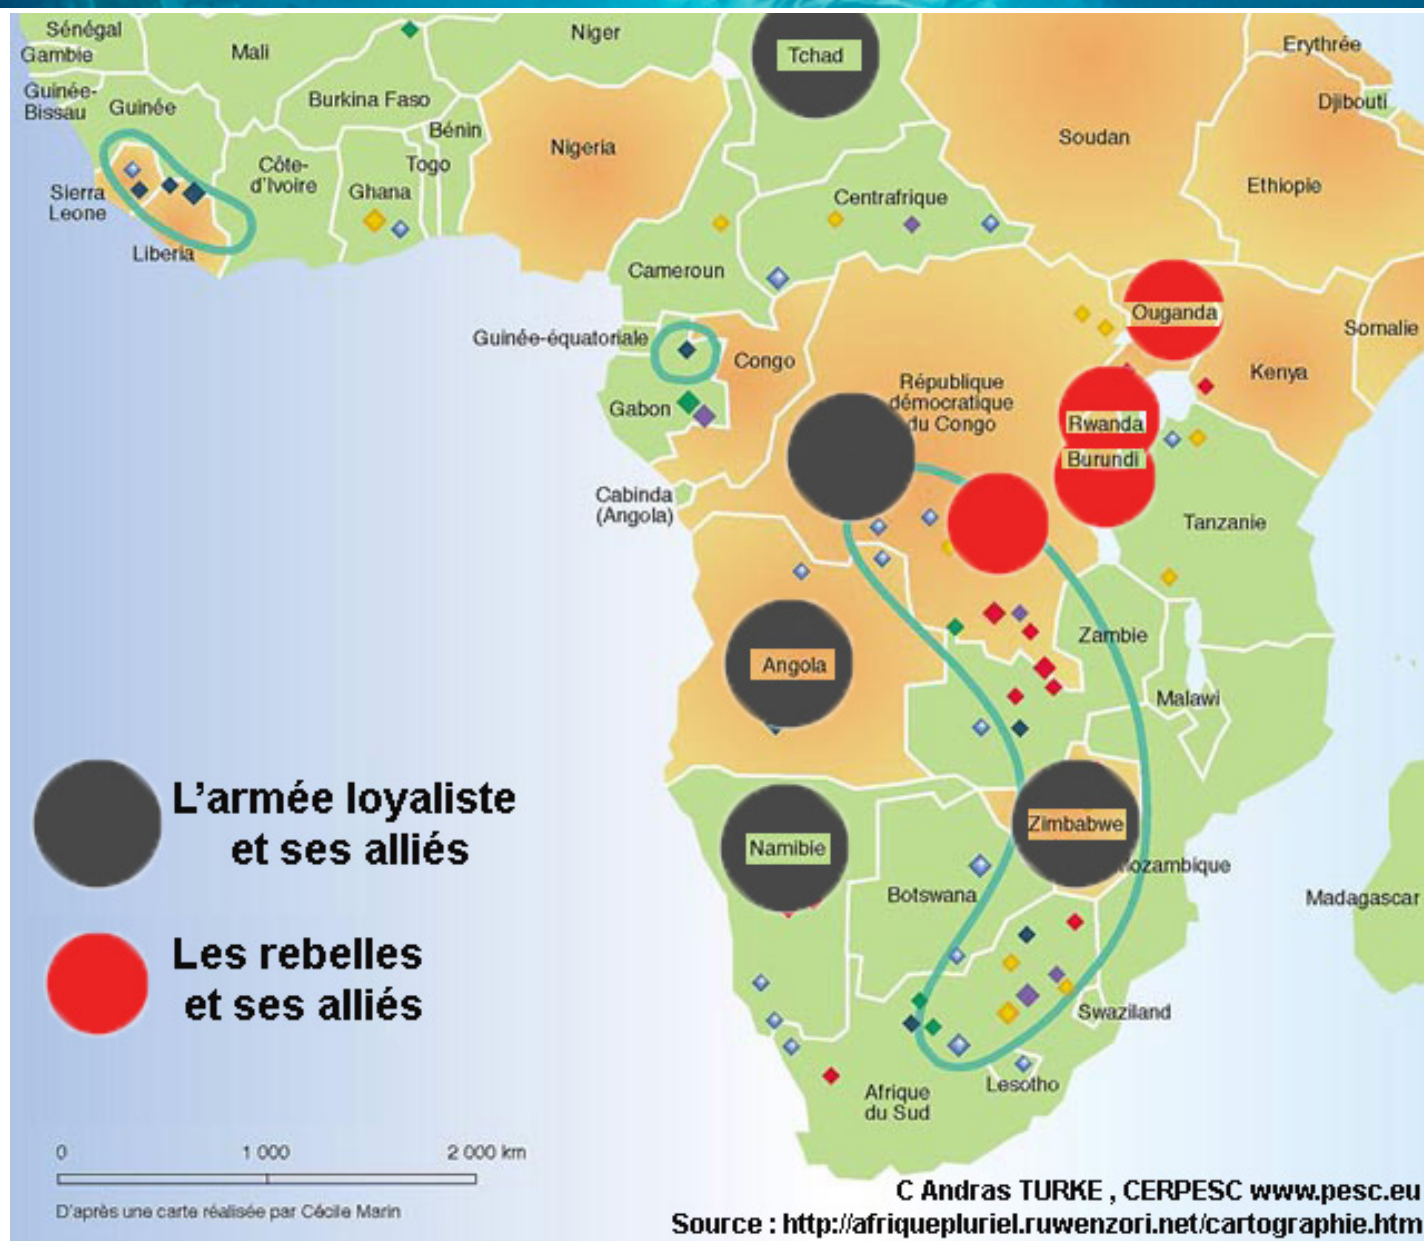 Sénégal
Gambie
Guinée-
Bissau
Guinée
Mali
Niger
Tchad
Erythrée
Djibouti
Burkina Faso
Bénin
Togo
Nigeria
Soudan
Ethiopie
Sierra
Leone
Liberia
Côte-
d'Ivoire
Ghana
Centrafrique
Cameroun
Guinée-équatoriale
Congo
Gabon
Ouganda
Somalie
Kenya
République
démocratique
du Congo
Rwanda
Burundi
Cabinda
(Angola)
Tanzanie
Angola
Zambie
Malawi
Namibie
Zimbabwe
ozambique
Botswana
Madagascar
Swaziland
Lesotho
Afrique
du Sud
L'armée loyaliste
et ses alliés
Les rebelles
et ses alliés
0 1 000 2 000 km
D'après une carte réalisée par Cécile Marin
C Andras TURKE , CERPESC www.pesc.eu
Source : http://afriquepluriel.ruwenzori.net/cartographie.htm